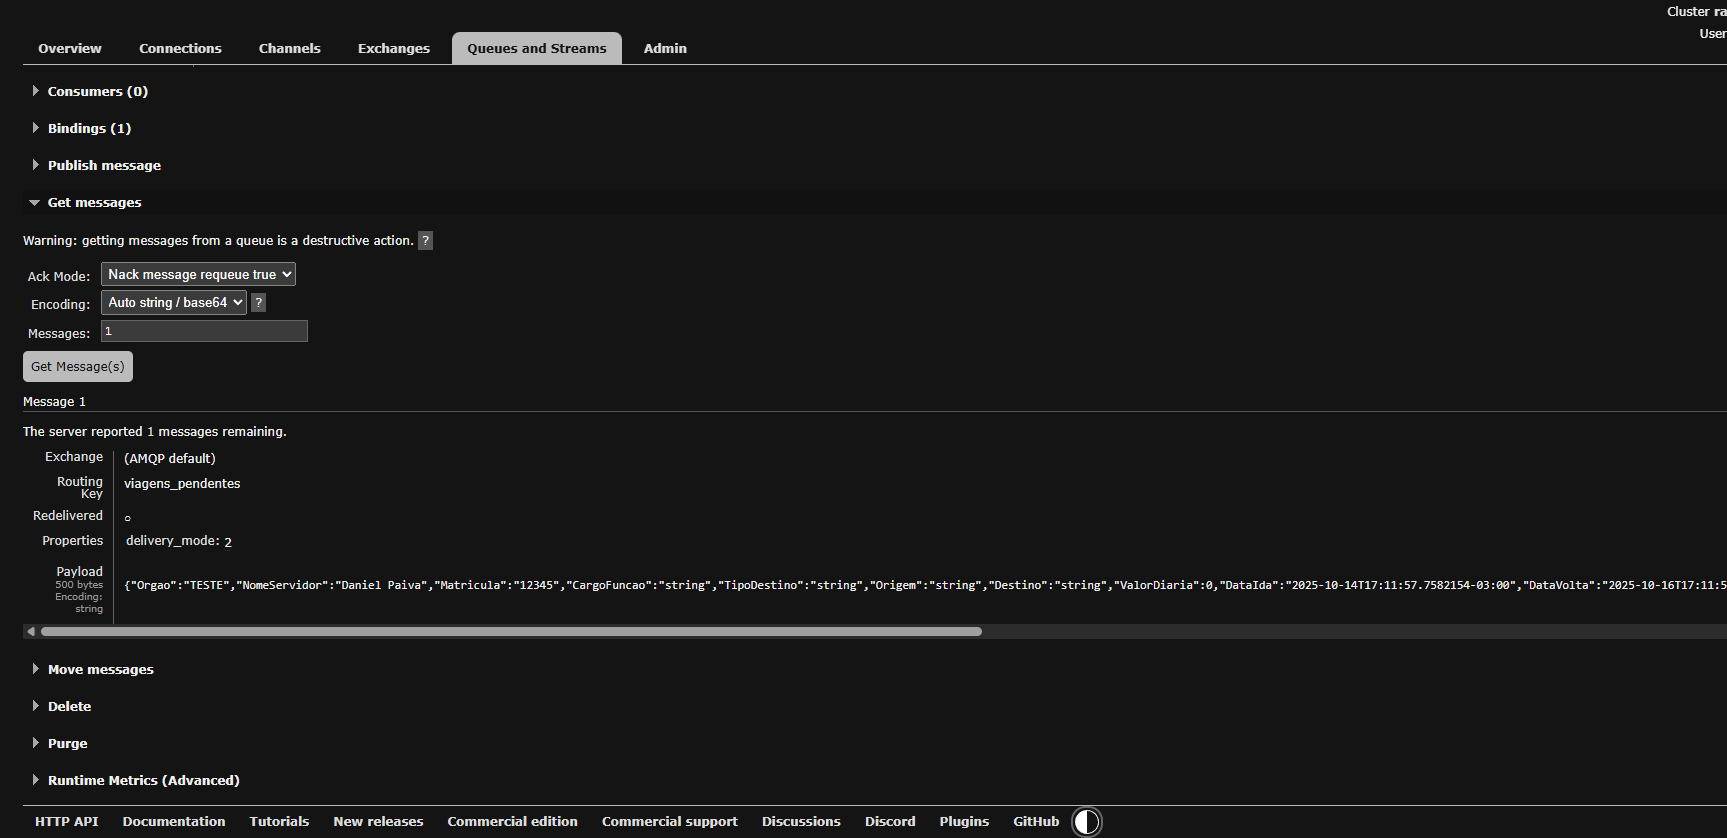 Cluster ra
User
Overview Connections Channels Exchanges Queues and Streams Admin
Consumers (0)
Bindings (1)
Publish message
Get messages
Warning: getting messages from a queue is a destructive action. ?
Ack Mode: Nack message requeue true
Encoding: Auto string / base64 ?
Messages: 1
Get Message(s)
Message 1
The server reported 1 messages remaining.
Exchange (AMQP default)
Routing Key viagens_pendentes
Redelivered ○
Properties delivery_mode: 2
Payload
500 bytes
Encoding: string
{"Orgao":"TESTE","NomeServidor":"Daniel Paiva","Matricula":"12345","CargoFuncao":"string","TipoDestino":"string","Origem":"string","Destino":"string","ValorDiaria":0,"DataIda":"2025-10-14T17:11:57.7582154-03:00","DataVolta":"2025-10-16T17:11:5
Move messages
Delete
Purge
Runtime Metrics (Advanced)
HTTP API Documentation Tutorials New releases Commercial edition Commercial support Discussions Discord Plugins GitHub